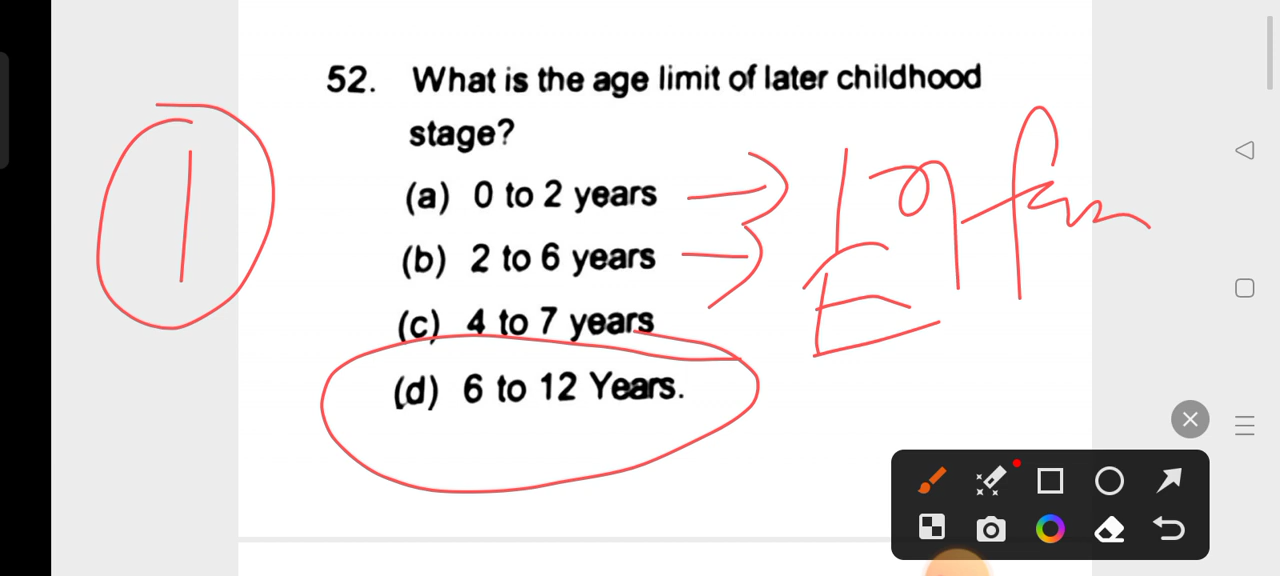 52. What is the age limit of later childhood
stage?
(a) 0 to 2 years
(b) 2 to 6 years
(c) 4 to 7 years
(d) 6 to 12 Years.
1
E